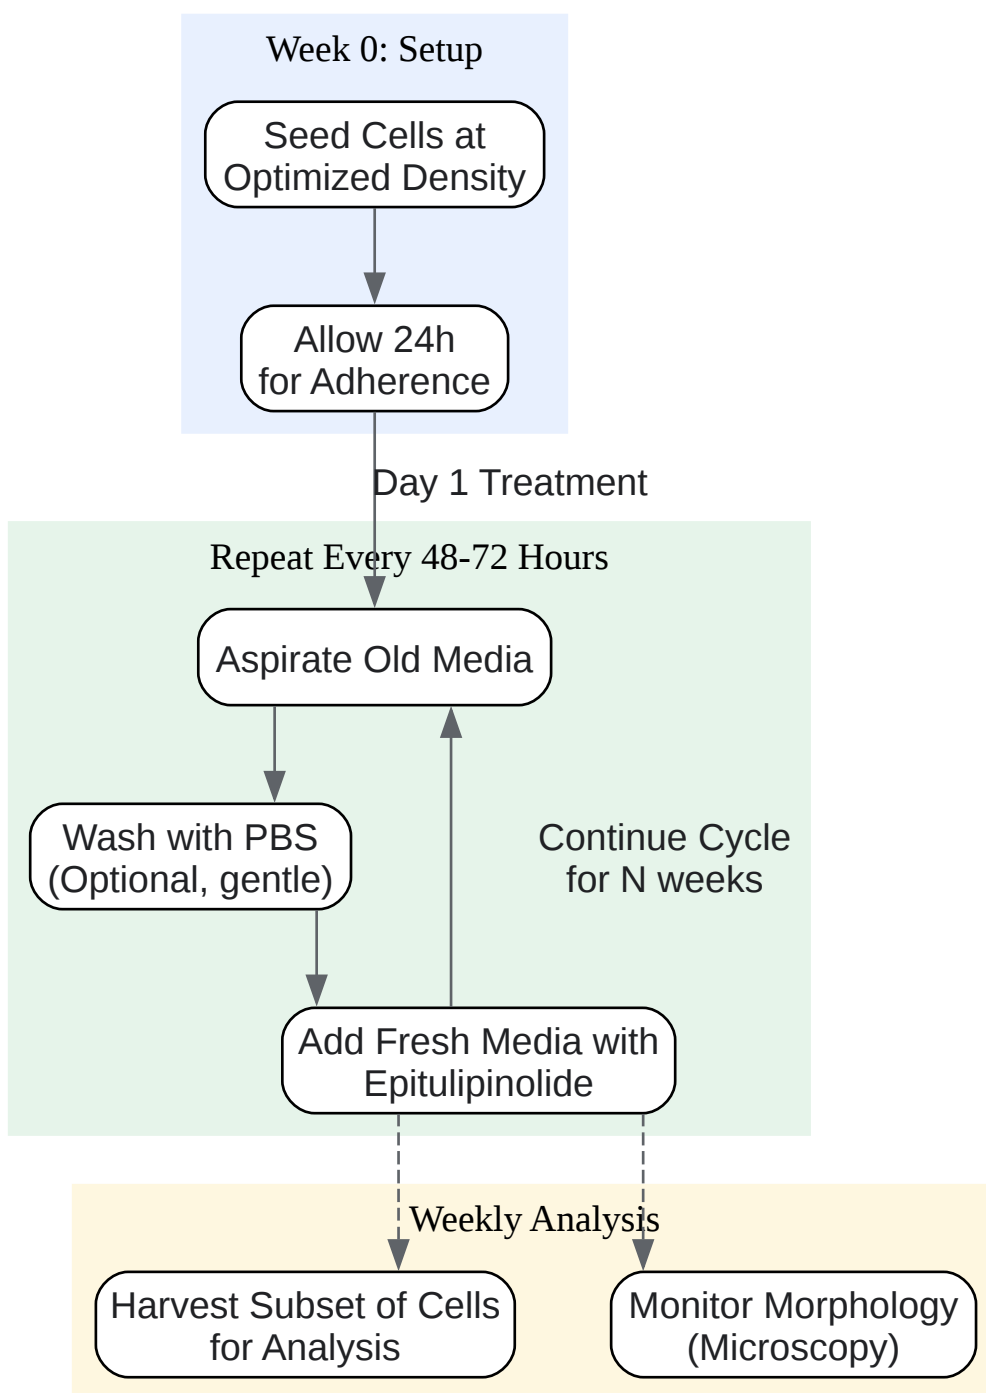 Week 0: Setup
Seed Cells at
Optimized Density
Allow 24h
for Adherence
Day 1 Treatment
Repeat Every 48-72 Hours
Aspirate Old Media
Wash with PBS
(Optional, gentle)
Continue Cycle
for N weeks
Add Fresh Media with
Epitulipinolide
Weekly Analysis
Harvest Subset of Cells
for Analysis
Monitor Morphology
(Microscopy)